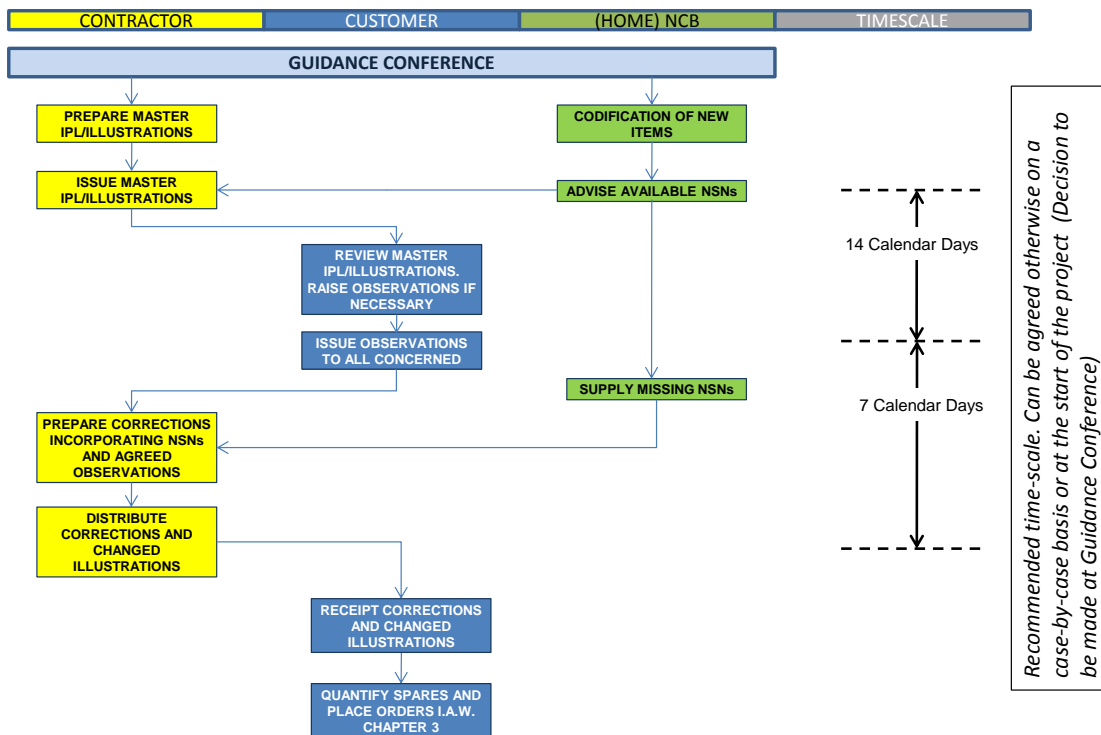 CONTRACTOR
CUSTOMER
(HOME) NCB
TIMESCALE
GUIDANCE CONFERENCE
PREPARE MASTER
IPL/ILLUSTRATIONS
CODIFICATION OF NEW
ITEMS
ISSUE MASTER
IPL/ILLUSTRATIONS
ADVISE AVAILABLE NSNs
REVIEW MASTER
IPL/ILLUSTRATIONS.
RAISE OBSERVATIONS IF
NECESSARY
14 Calendar Days
ISSUE OBSERVATIONS
TO ALL CONCERNED
SUPPLY MISSING NSNs
7 Calendar Days
PREPARE CORRECTIONS
INCORPORATING NSNs
AND AGREED
OBSERVATIONS
DISTRIBUTE
CORRECTIONS AND
CHANGED
ILLUSTRATIONS
RECEIPT CORRECTIONS
AND CHANGED
ILLUSTRATIONS
QUANTIFY SPARES AND
PLACE ORDERS I.A.W.
CHAPTER 3
Recommended time-scale. Can be agreed otherwise on a
case-by-case basis or at the start of the project (Decision to
be made at Guidance Conference)